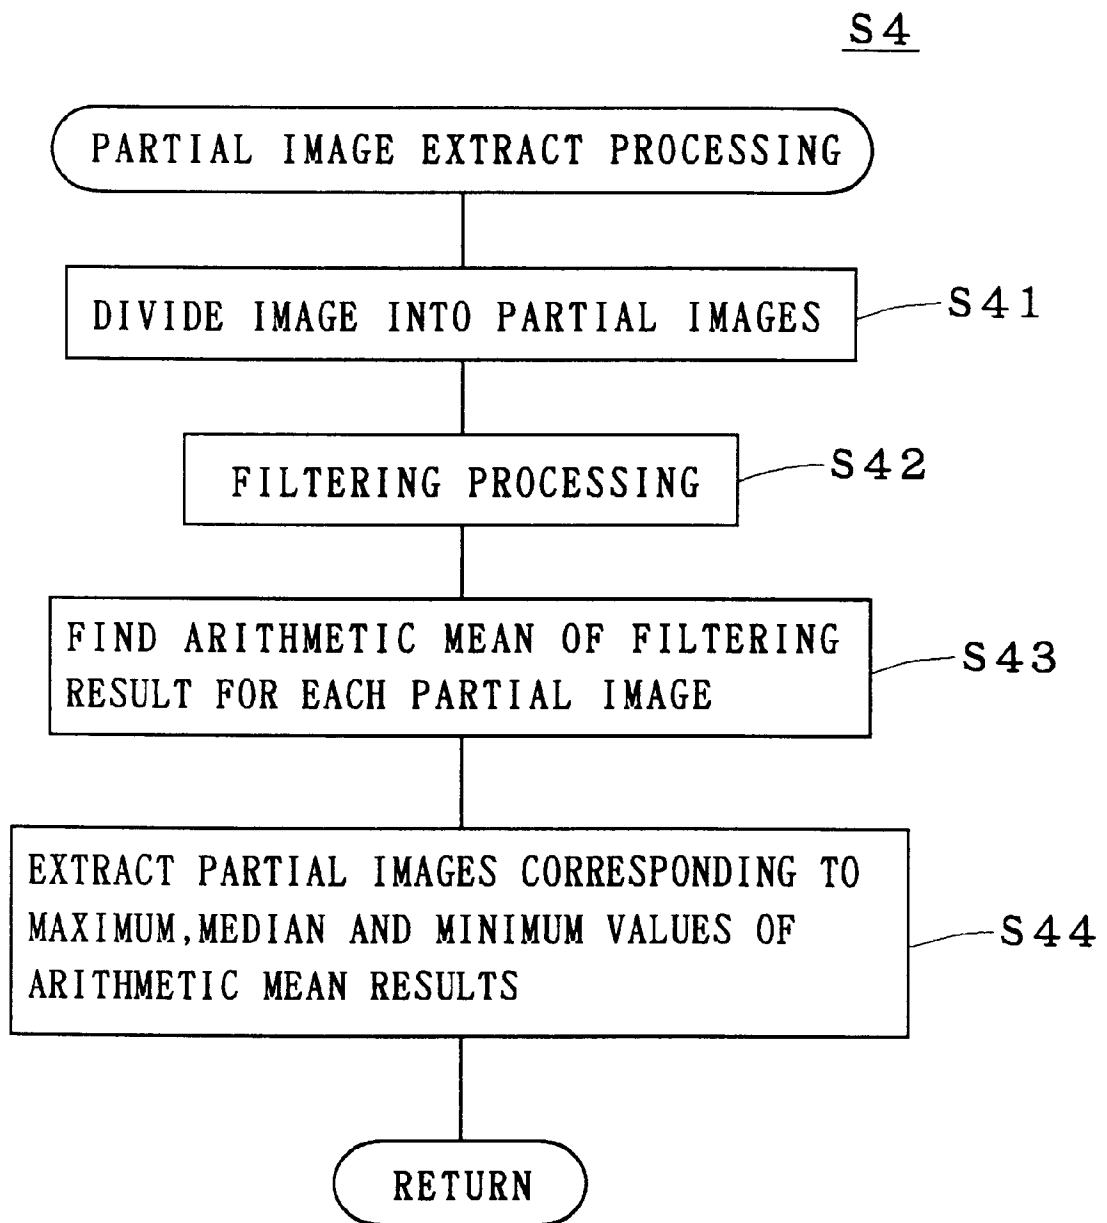 S4
PARTIAL IMAGE EXTRACT PROCESSING
DIVIDE IMAGE INTO PARTIAL IMAGES
S41
FILTERING PROCESSING
S42
FIND ARITHMETIC MEAN OF FILTERING
RESULT FOR EACH PARTIAL IMAGE
S43
EXTRACT PARTIAL IMAGES CORRESPONDING TO
MAXIMUM,MEDIAN AND MINIMUM VALUES OF
ARITHMETIC MEAN RESULTS
S44
RETURN